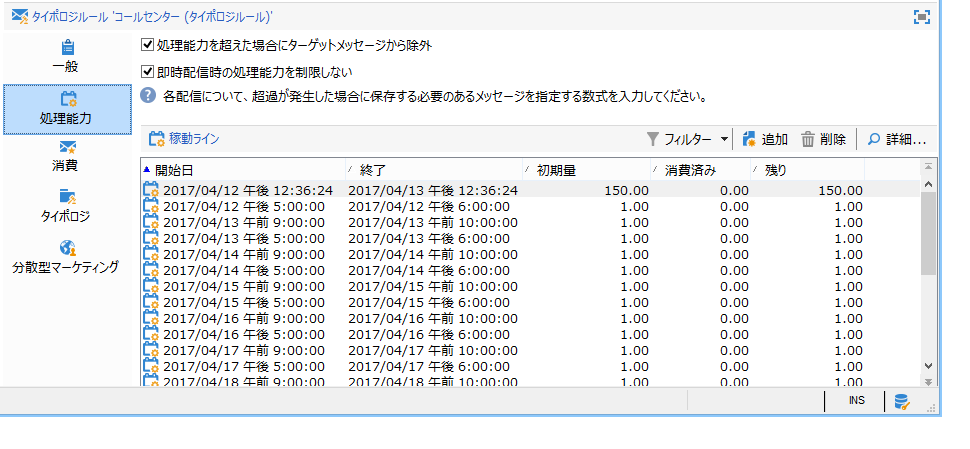 タイポロジルール 'コールセンター (タイポロジルール)'
一般
処理能力
消費
タイポロジ
分散型マーケティング
処理能力を超えた場合にターゲットメッセージから除外
即時配信時の処理能力を制限しない
各配信について、超過が発生した場合に保存する必要のあるメッセージを指定する数式を入力してください。
稼動ライン フィルター 追加 削除 詳細...
開始日 終了 初期量 消費済み 残り
2017/04/12 午後 12:36:24 2017/04/13 午後 12:36:24 150.00 0.00 150.00
2017/04/12 午後 5:00:00 2017/04/12 午後 6:00:00 1.00 0.00 1.00
2017/04/13 午前 9:00:00 2017/04/13 午前 10:00:00 1.00 0.00 1.00
2017/04/13 午後 5:00:00 2017/04/13 午後 6:00:00 1.00 0.00 1.00
2017/04/14 午前 9:00:00 2017/04/14 午前 10:00:00 1.00 0.00 1.00
2017/04/14 午後 5:00:00 2017/04/14 午後 6:00:00 1.00 0.00 1.00
2017/04/15 午前 9:00:00 2017/04/15 午前 10:00:00 1.00 0.00 1.00
2017/04/15 午後 5:00:00 2017/04/15 午後 6:00:00 1.00 0.00 1.00
2017/04/16 午前 9:00:00 2017/04/16 午前 10:00:00 1.00 0.00 1.00
2017/04/16 午後 5:00:00 2017/04/16 午後 6:00:00 1.00 0.00 1.00
2017/04/17 午前 9:00:00 2017/04/17 午前 10:00:00 1.00 0.00 1.00
2017/04/17 午後 5:00:00 2017/04/17 午後 6:00:00 1.00 0.00 1.00
2017/04/18 午前 9:00:00 2017/04/18 午前 10:00:00 1.00 0.00 1.00
INS